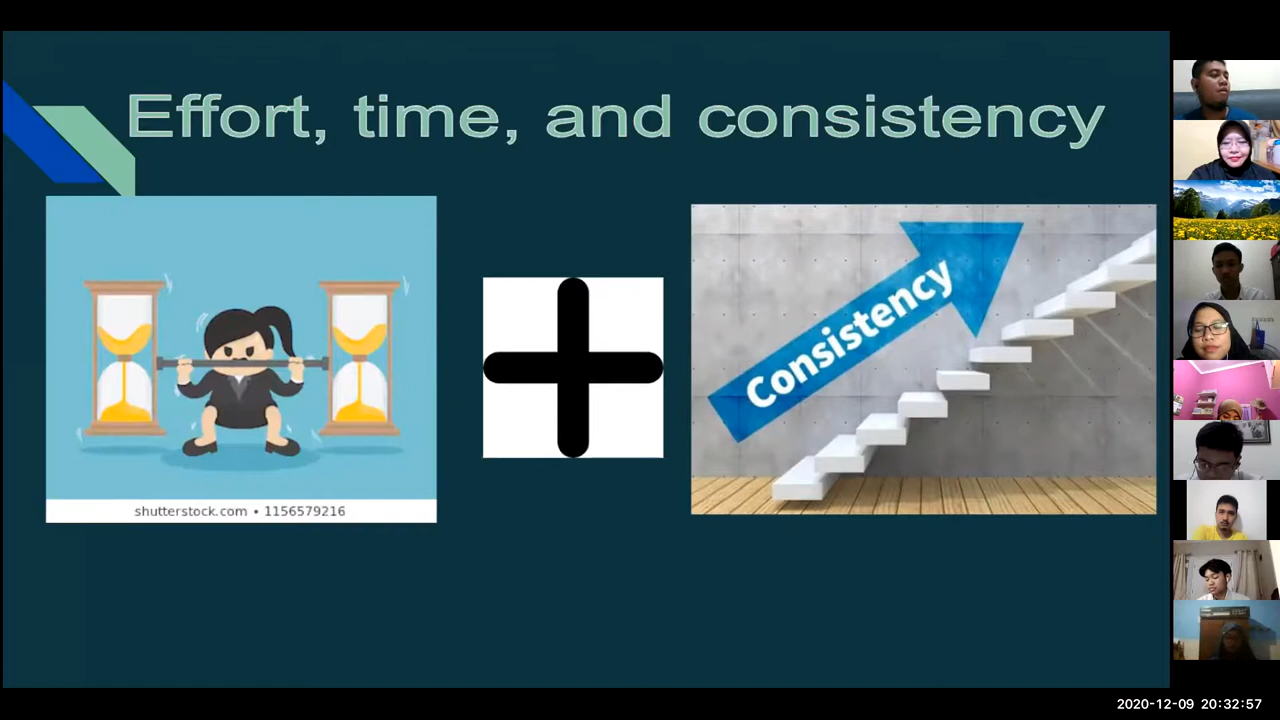 Effort, time, and consistency
shutterstock.com • 1156579216
Consistency
2020-12-09 20:32:57